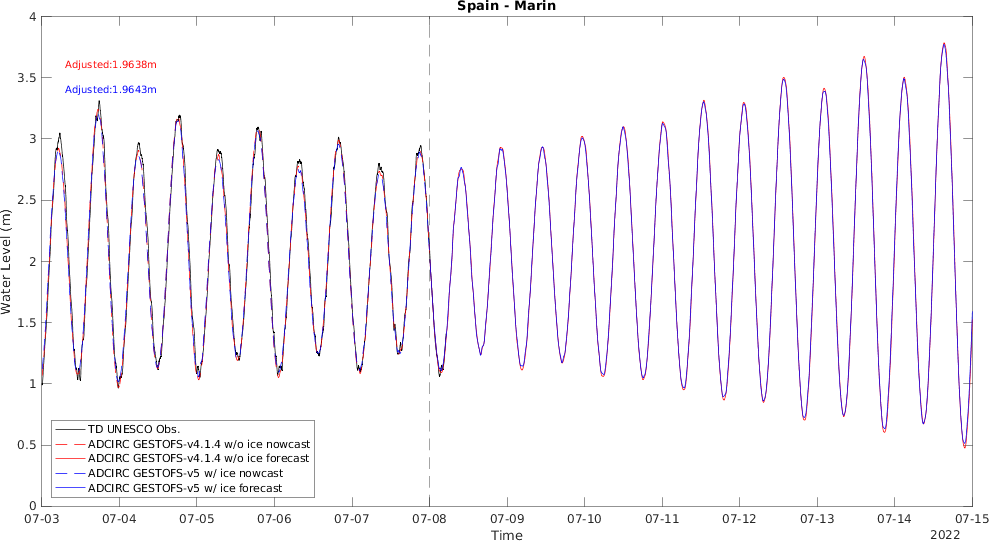 Spain - Marin
4
3.5
3
2.5
2
1.5
1
0.5
0
Water Level (m)
Adjusted:1.9638m
Adjusted:1.9643m
TD UNESCO Obs.
ADCIRC GESTOFS-v4.1.4 w/o ice nowcast
ADCIRC GESTOFS-v4.1.4 w/o ice forecast
ADCIRC GESTOFS-v5 w/ ice nowcast
ADCIRC GESTOFS-v5 w/ ice forecast
07-03 07-04 07-05 07-06 07-07 07-08 07-09 07-10 07-11 07-12 07-13 07-14 07-15
Time
2022